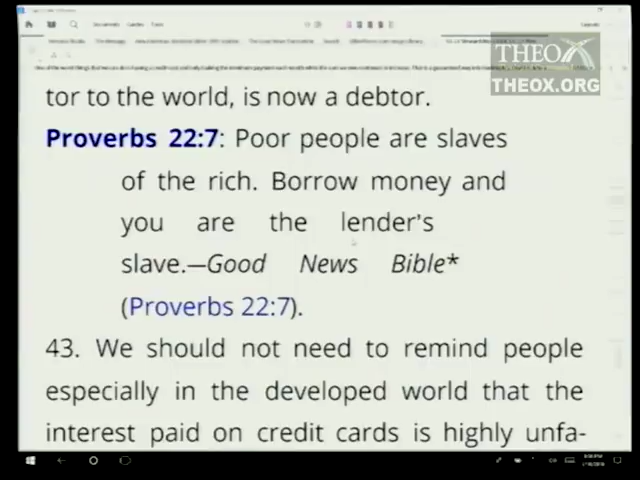 THEOX
THEOX.ORG
tor to the world, is now a debtor.
Proverbs 22:7: Poor people are slaves
of the rich. Borrow money and
you are the lender's
slave.—Good News Bible*
(Proverbs 22:7).
43. We should not need to remind people
especially in the developed world that the
interest paid on credit cards is highly unfa-